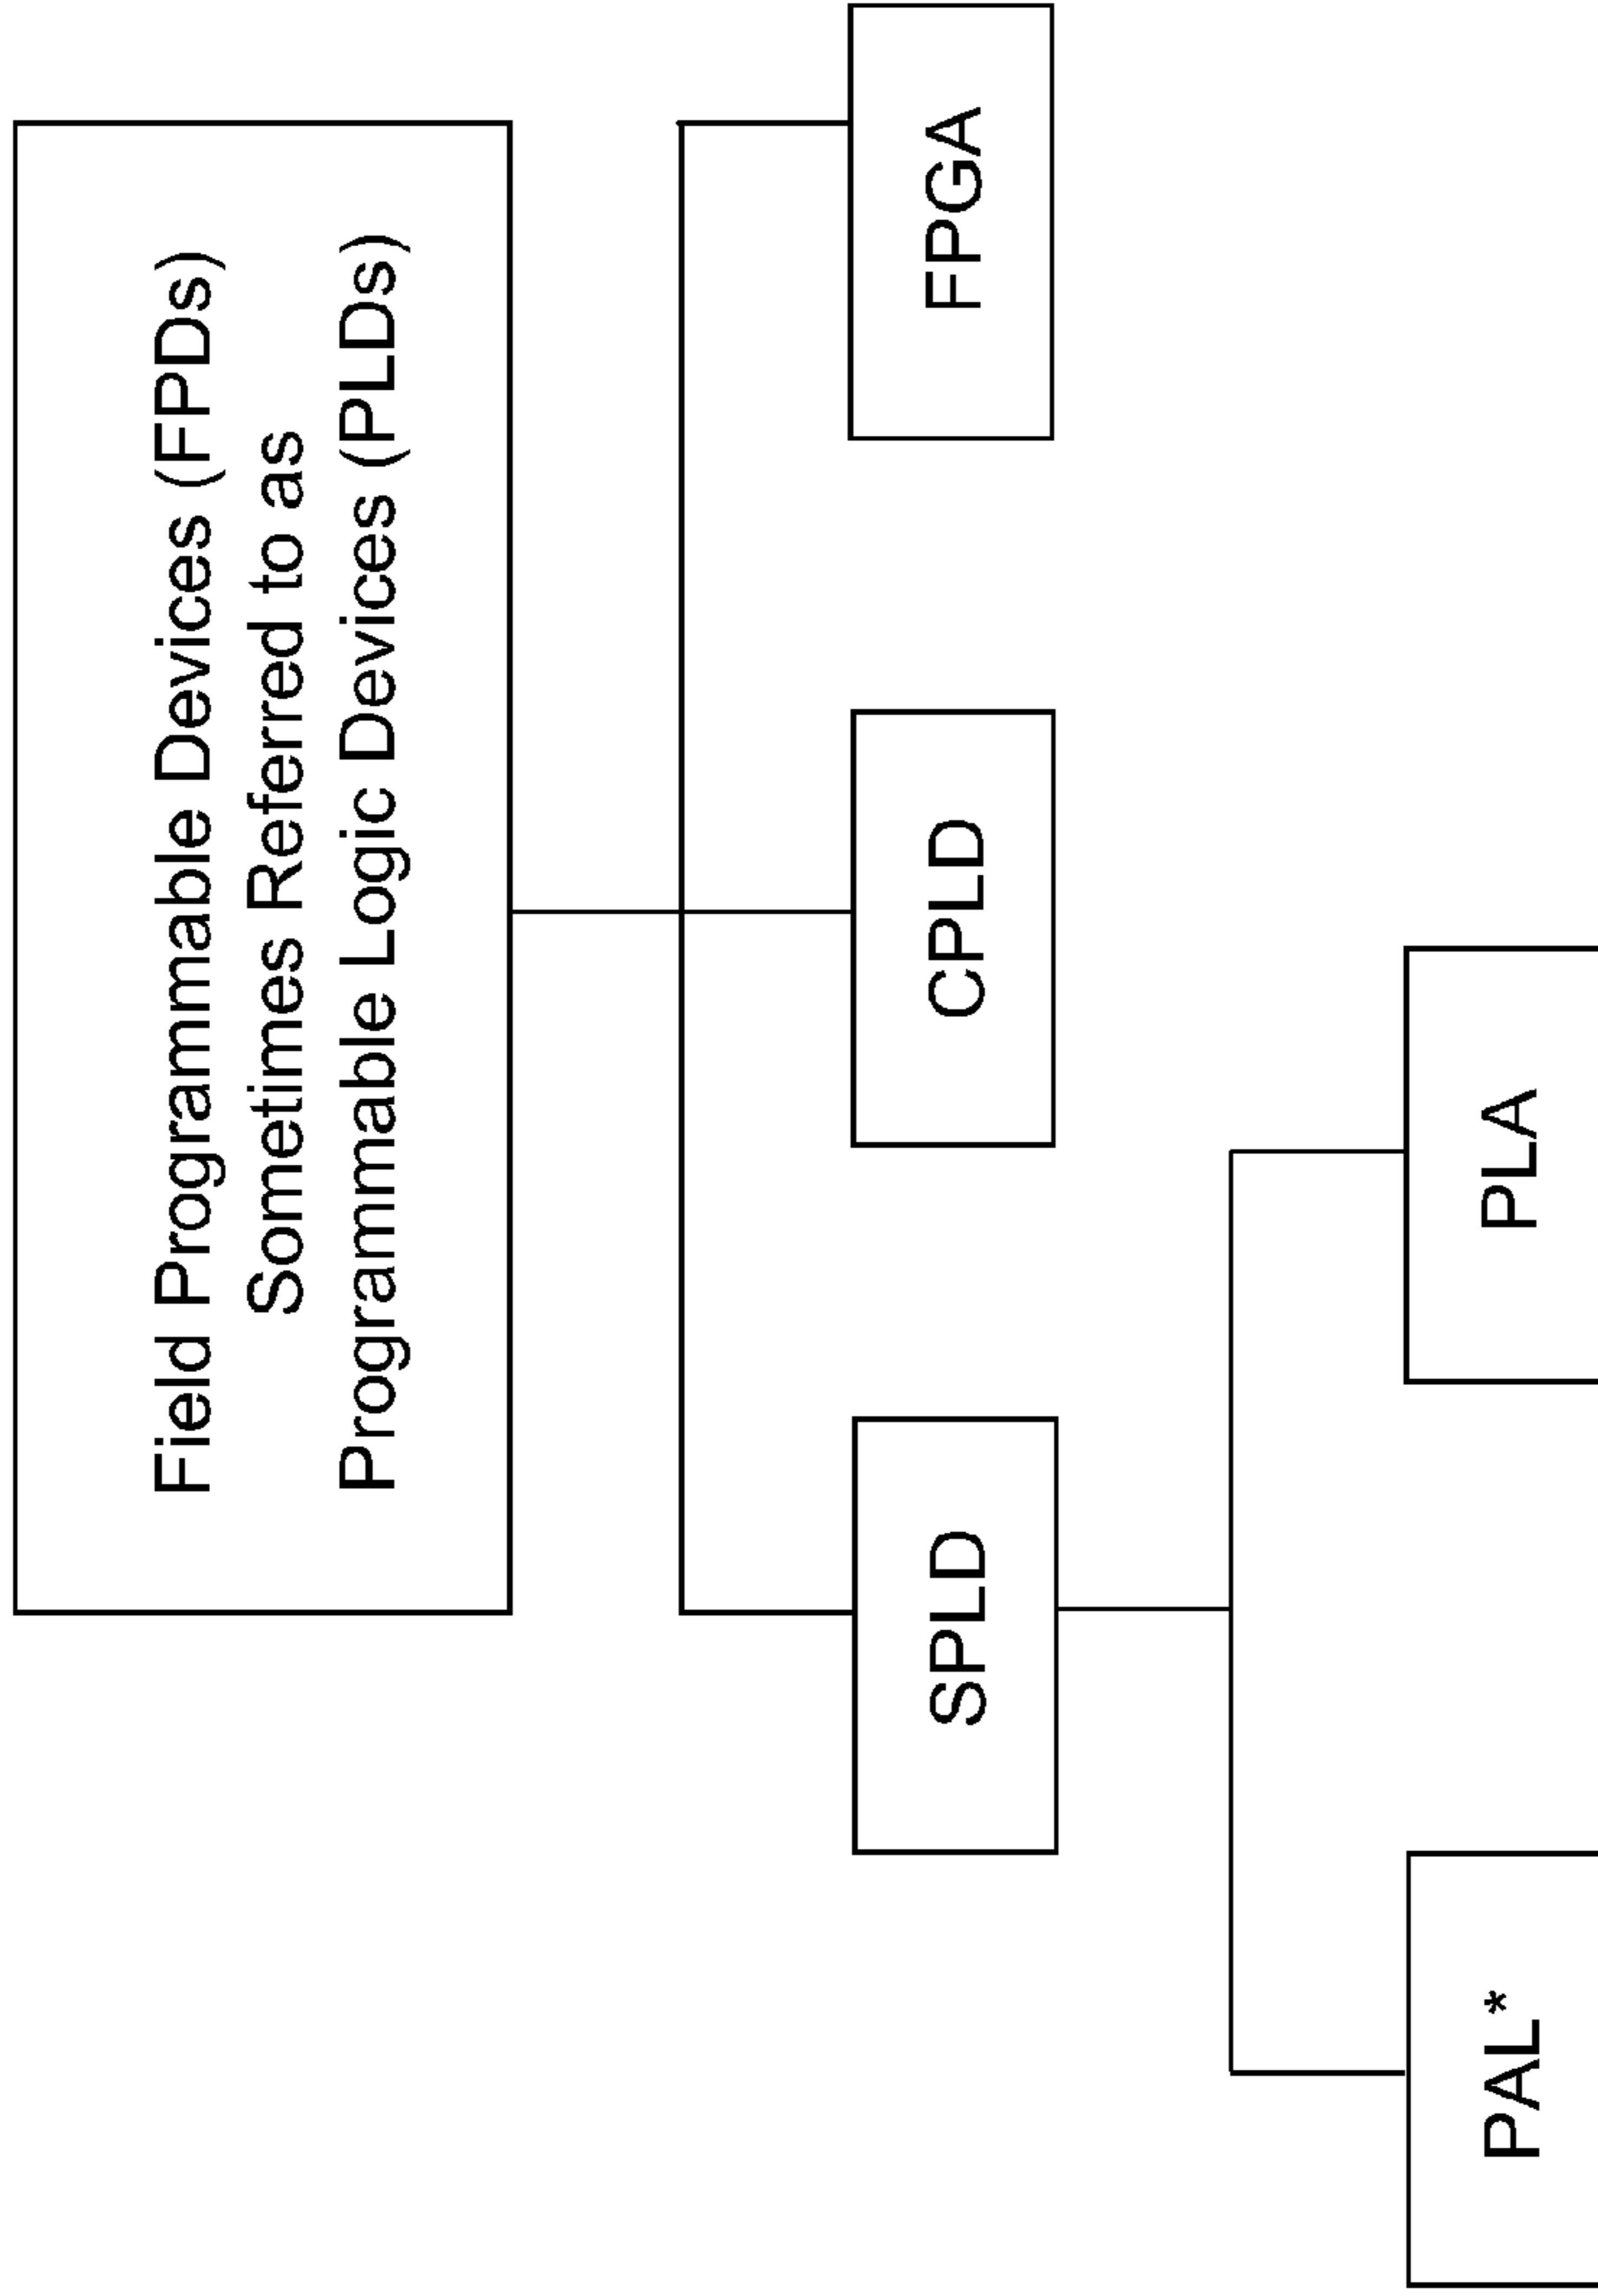 Field Programmable Devices (FPDs)
Sometimes Referred to as
Programmable Logic Devices (PLDs)
SPLD
CPLD
FPGA
PAL*
PLA